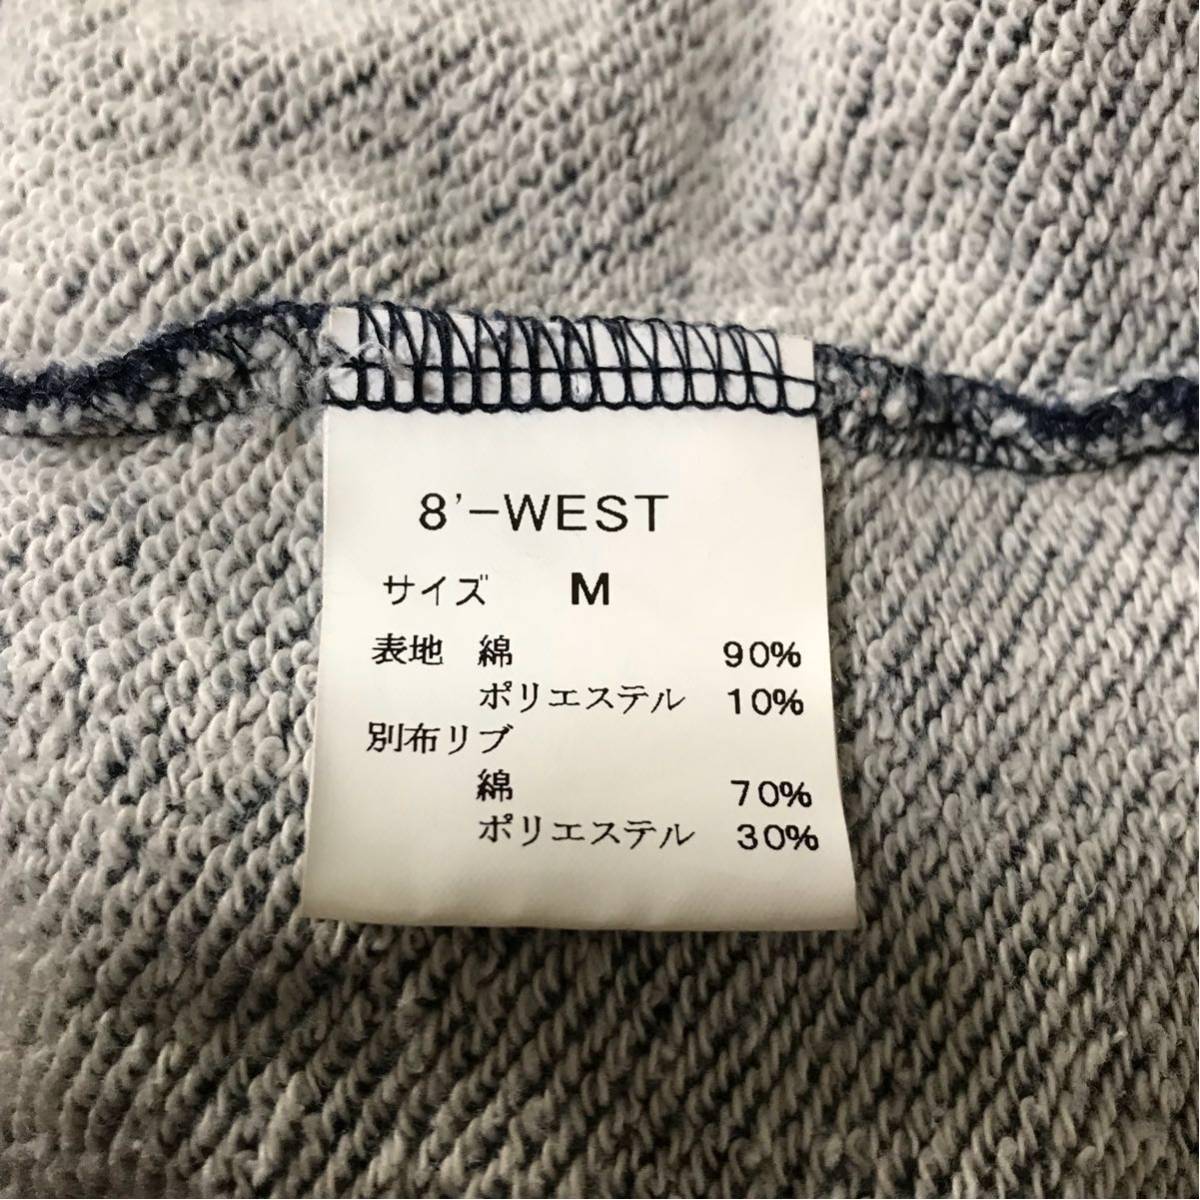 8'-WEST
サイズ M
表地 綿 90%
ポリエステル 10%
別布リブ
綿 70%
ポリエステル 30%